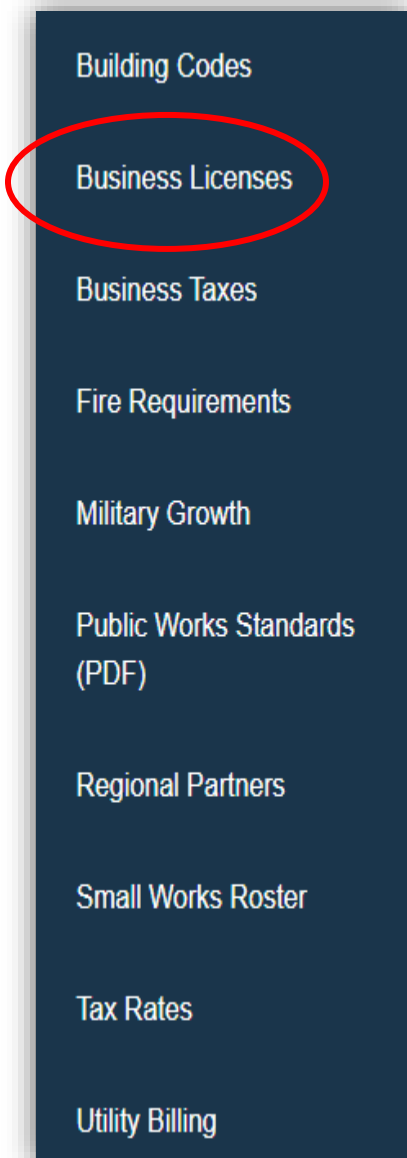 Building Codes
Business Licenses
Business Taxes
Fire Requirements
Military Growth
Public Works Standards
(PDF)
Regional Partners
Small Works Roster
Tax Rates
Utility Billing